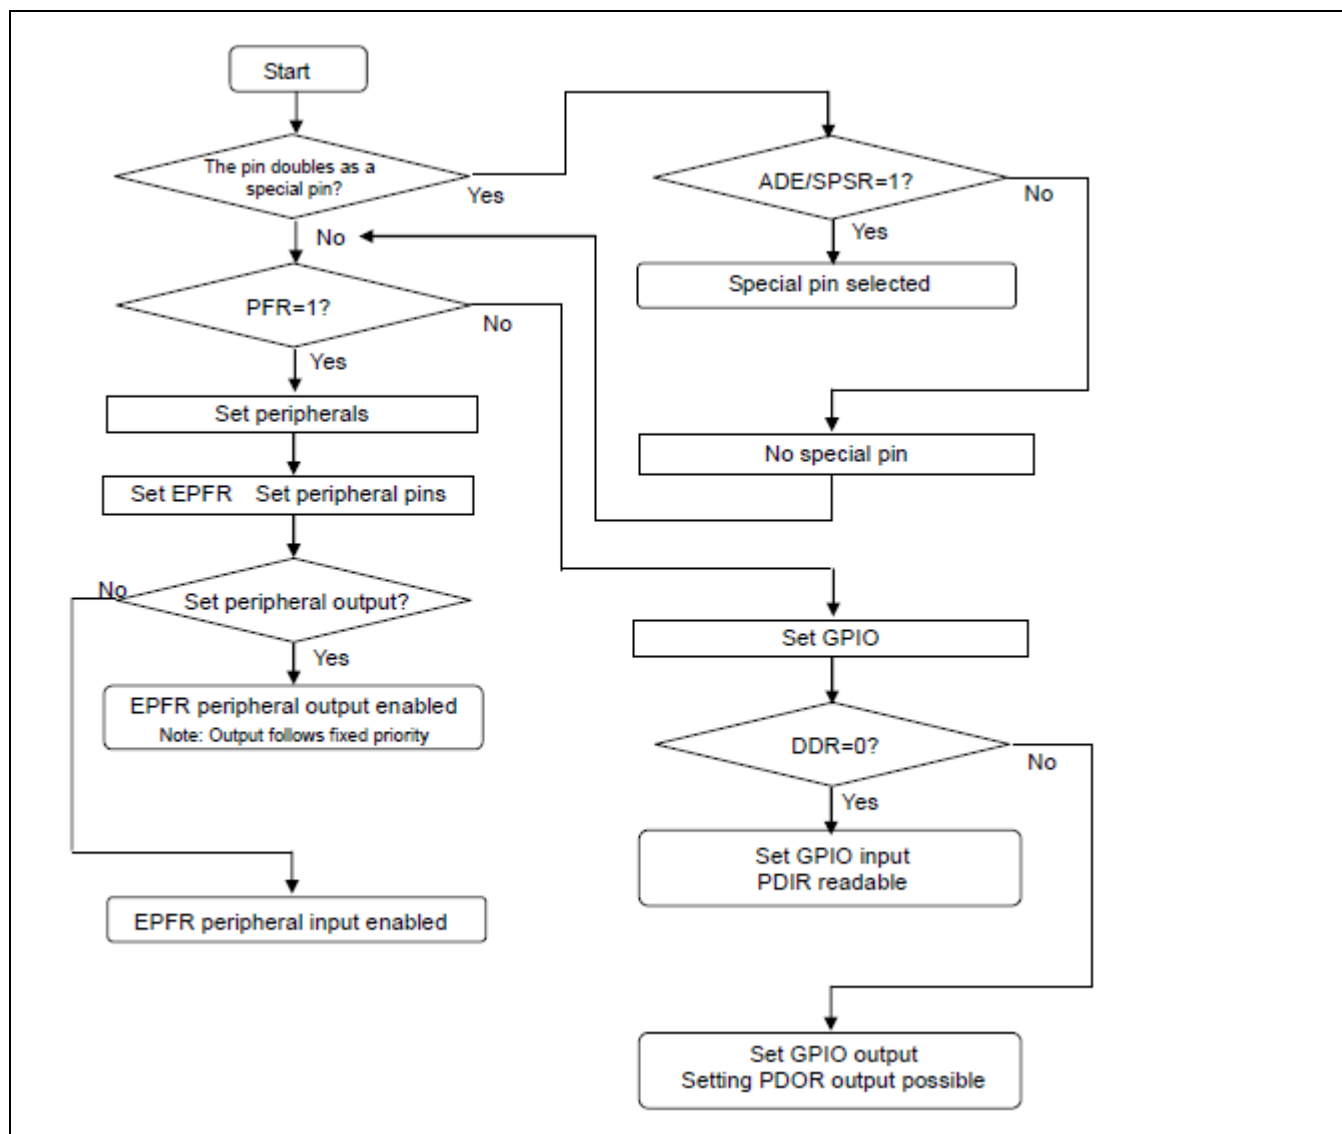 Start
The pin doubles as a
special pin?
Yes
No
ADE/SPSR=1?
No
Yes
Special pin selected
No special pin
PFR=1?
No
Yes
Set peripherals
Set EPFR    Set peripheral pins
Set peripheral output?
No
Yes
EPFR peripheral output enabled
Note: Output follows fixed priority
EPFR peripheral input enabled
Set GPIO
DDR=0?
No
Yes
Set GPIO input
PDIR readable
Set GPIO output
Setting PDOR output possible